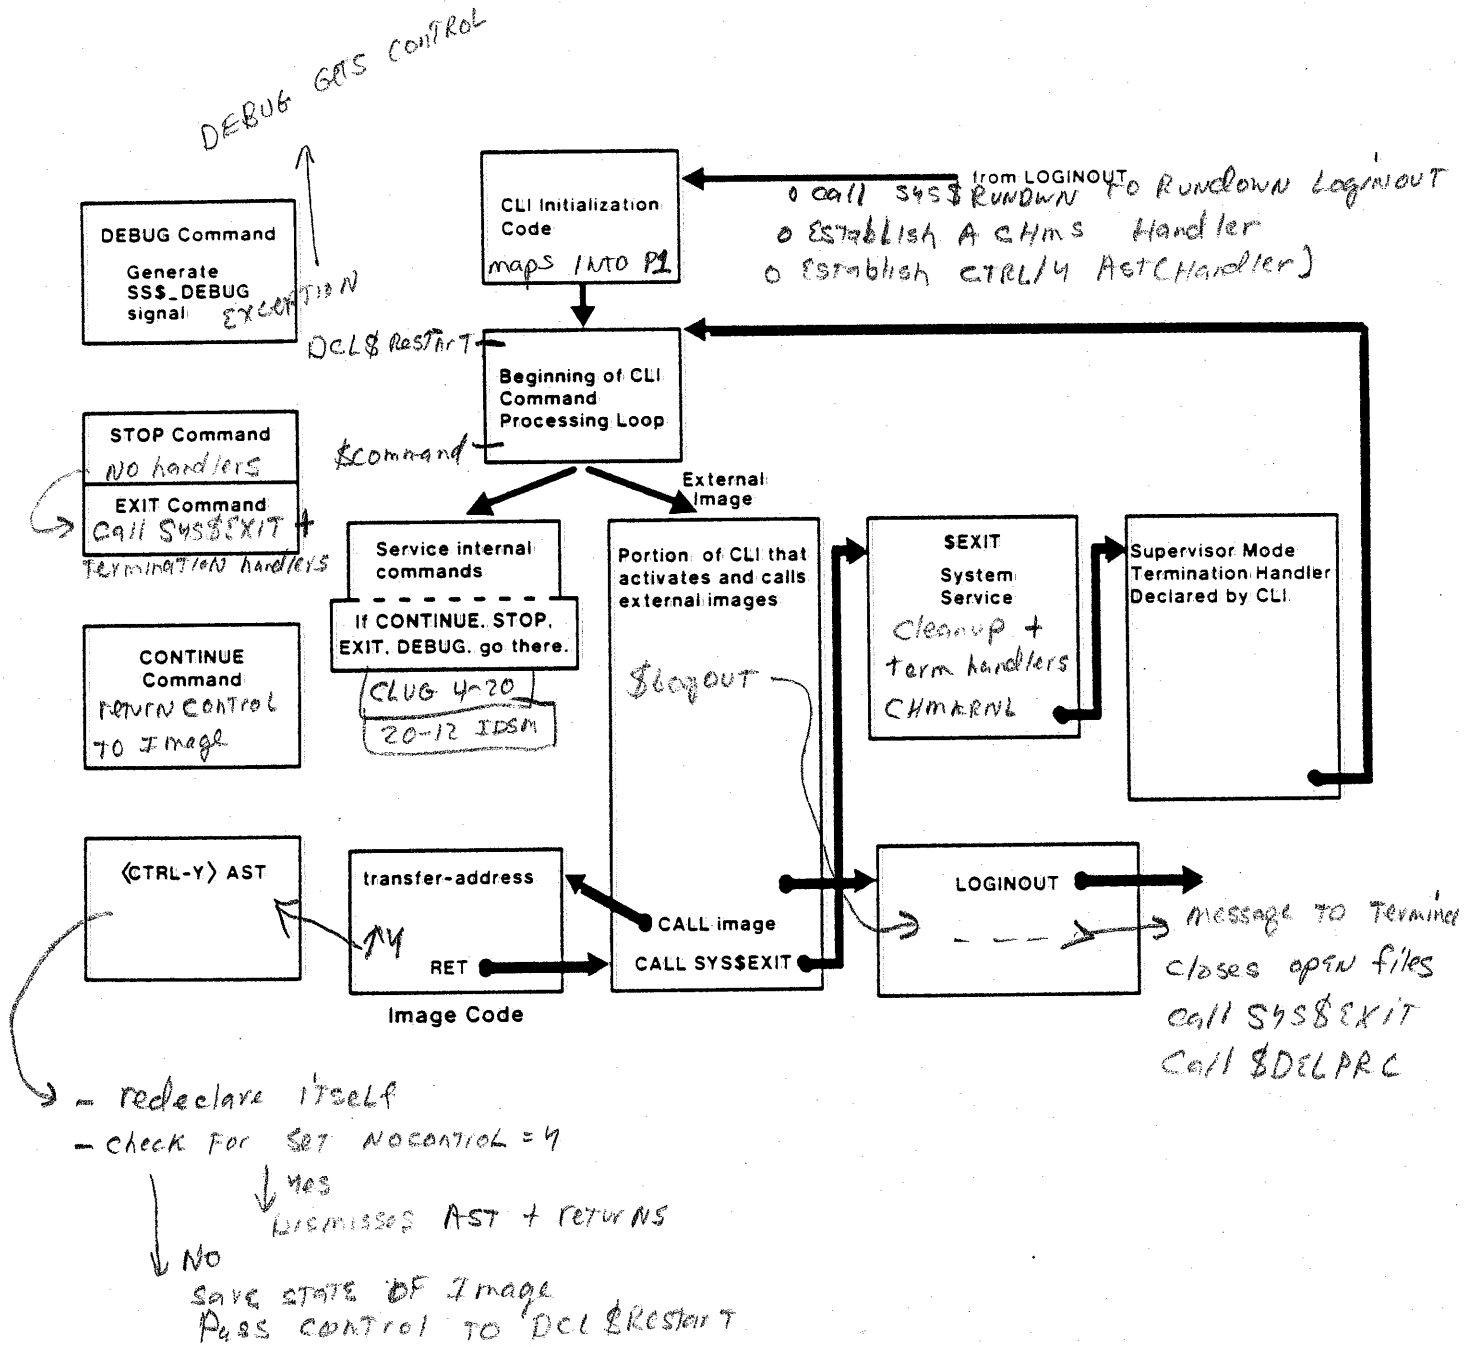 DEBUG GETS CONTROL
from LOGINOUT
o call SYS$RUNDWN TO RUNDOWN LOGINOUT
o Establish A CHMS Handler
o Establish CTRL/Y AST(Handler)
CLI Initialization
Code
maps INTO P1
DEBUG Command
Generate
SS$_DEBUG
signal
EXCEPTION
DCL$RESTART
Beginning of CLI
Command
Processing Loop
$command
STOP Command
NO handlers
EXIT Command
Call SYS$EXIT +
TERMINATION handlers
External
Image
Service internal
commands
If CONTINUE, STOP,
EXIT, DEBUG, go there.
CLUG 4-20
20-12 IDSM
Portion of CLI that
activates and calls
external images
$Logout
CALL image
CALL SYS$EXIT
$EXIT
System
Service
Cleanup +
term handlers
CHMKRNL
Supervisor Mode
Termination Handler
Declared by CLI.
CONTINUE
Command
return control
TO Image
<CTRL-Y> AST
transfer-address
↑Y
RET
Image Code
LOGINOUT
message TO Termina
closes open files
call SYS$EXIT
Call $DELPRC
- redeclare itself
- check For Set NOCONTROL = Y
Yes
Dismisses AST + returns
NO
Save STATE OF Image
Pass control TO DCL$Restart